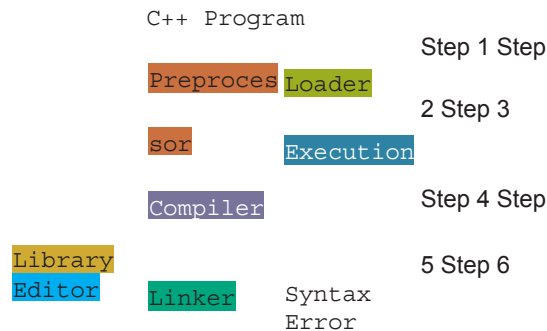 C++ Program
Step 1 Step
Preproces Loader
2 Step 3
sor
Execution
Compiler
Step 4 Step
Library
5 Step 6
Editor
Linker
Syntax
Error